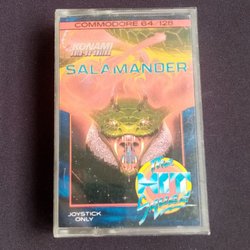 COMMODORE 64/128
KONAMI
SALAMANDER
The
HIT
Squad
JOYSTICK
ONLY